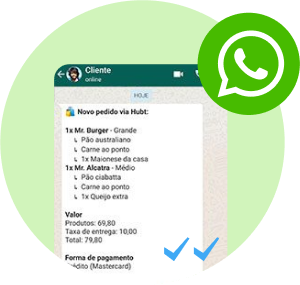 Cliente
online
HOJE
Novo pedido via Hubt:
1x Mr. Burger - Grande
↳ Pão australiano
↳ Carne ao ponto
↳ 1x Maionese da casa
1x Mr. Alcatra - Médio
↳ Pão ciabatta
↳ Carne ao ponto
↳ 1x Queijo extra
Valor
Produtos: 69,80
Taxa de entrega: 10,00
Total: 79,80
Forma de pagamento
Crédito (Mastercard)